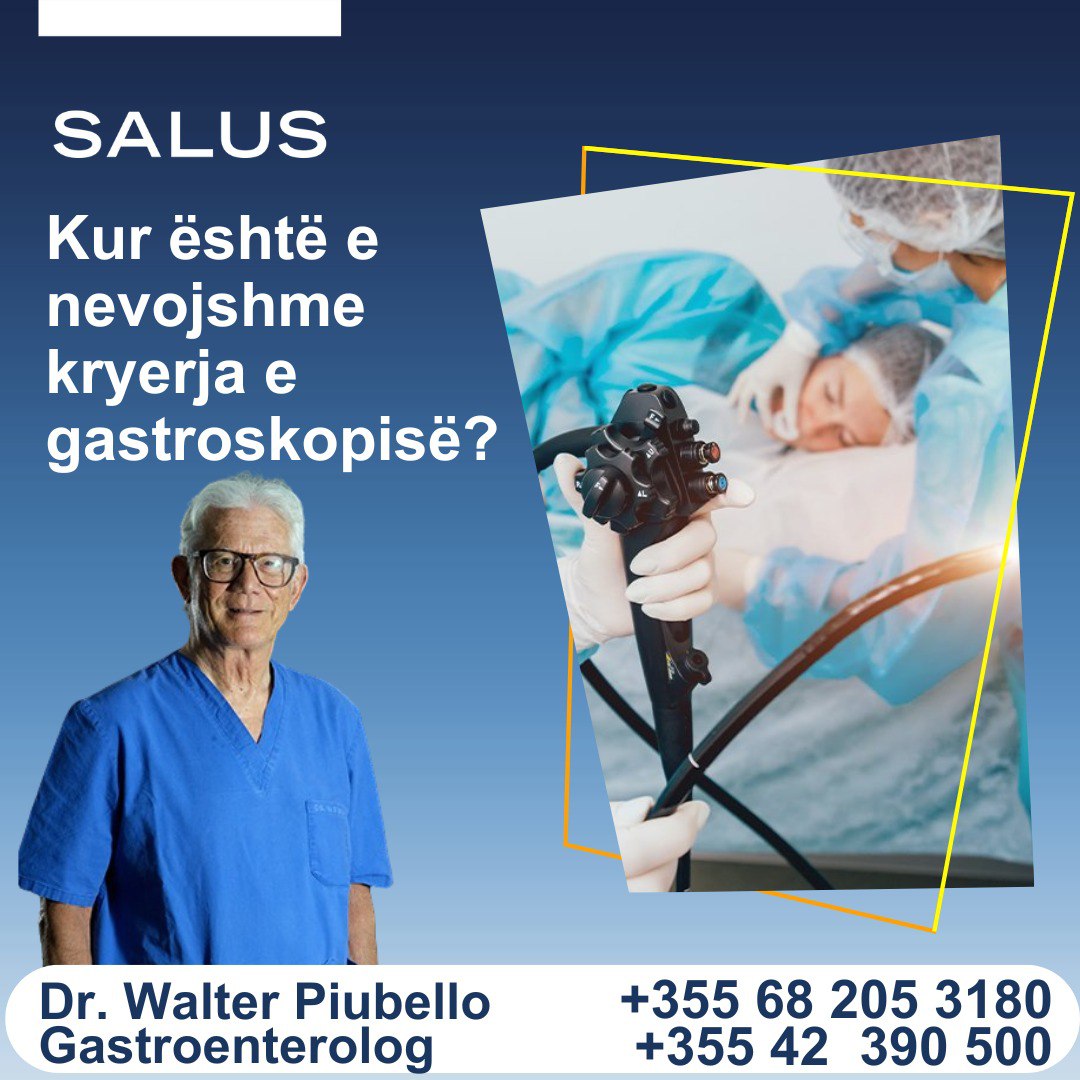 SALUS
Kur është e
nevojshme
kryerja e
gastroskopisë?
Dr. Walter Piubello
Gastroenterolog
+355 68 205 3180
+355 42 390 500